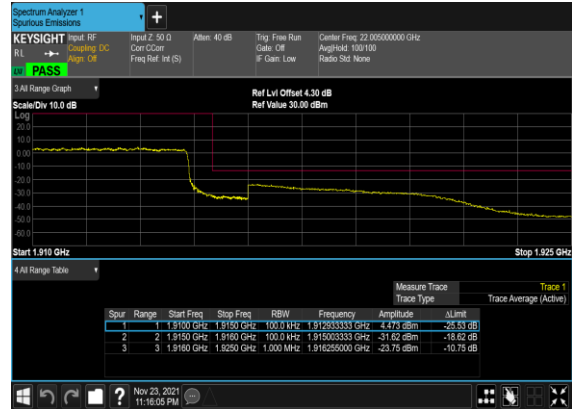 Spectrum Analyzer 1
Spurious Emissions
KEYSIGHT Input: RF Input Z: 50 Ω Atten: 40 dB Trig: Free Run Center Freq: 22.005000000 GHz
RL Coupling: DC Corr CCorr Gate: Off Avg|Hold: 100/100
Align: Off Freq Ref: Int (S) IF Gain: Low Radio Std: None
LW PASS
3 All Range Graph
Ref Lvl Offset 4.30 dB
Scale/Div 10.0 dB Ref Value 30.00 dBm
Log
20.0
10.0
0.00
-10.0
-20.0
-30.0
-40.0
-50.0
-60.0
Start 1.910 GHz Stop 1.925 GHz
4 All Range Table
Measure Trace Trace 1
Trace Type Trace Average (Active)
Spur Range Start Freq Stop Freq RBW Frequency Amplitude ΔLimit
1 1 1.9100 GHz 1.9150 GHz 100.0 kHz 1.912933333 GHz 4.473 dBm -25.53 dB
2 2 1.9150 GHz 1.9160 GHz 100.0 kHz 1.915003333 GHz -31.62 dBm -18.62 dB
3 3 1.9160 GHz 1.9250 GHz 1.000 MHz 1.916255000 GHz -23.75 dBm -10.75 dB
?
Nov 23, 2021
11:16:05 PM